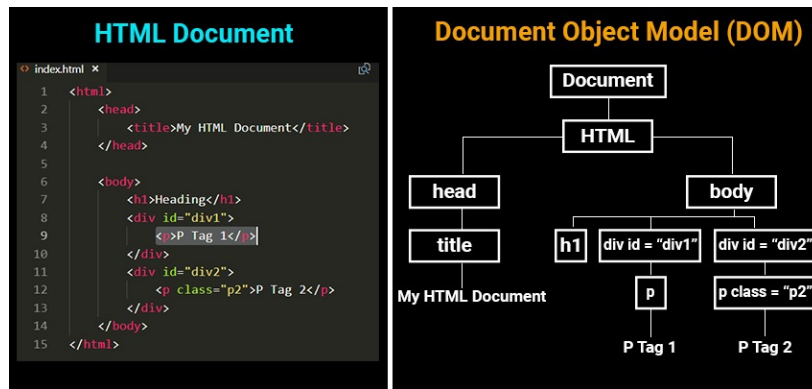 HTML Document
index.html ×
1 <html>
2 <head>
3 <title>My HTML Document</title>
4 </head>
5
6 <body>
7 <h1>Heading</h1>
8 <div id="div1">
9 <p>P Tag 1</p>
10 </div>
11 <div id="div2">
12 <p class="p2">P Tag 2</p>
13 </div>
14 </body>
15 </html>
Document Object Model (DOM)
Document
HTML
head
body
title
h1
div id = “div1”
div id = “div2”
My HTML Document
p
p class = “p2”
P Tag 1
P Tag 2